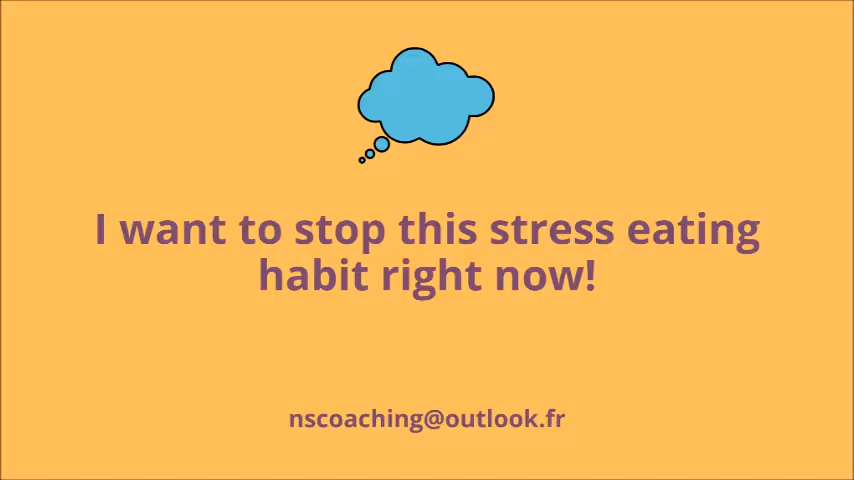 I want to stop this stress eating
habit right now!
nscoaching@outlook.fr